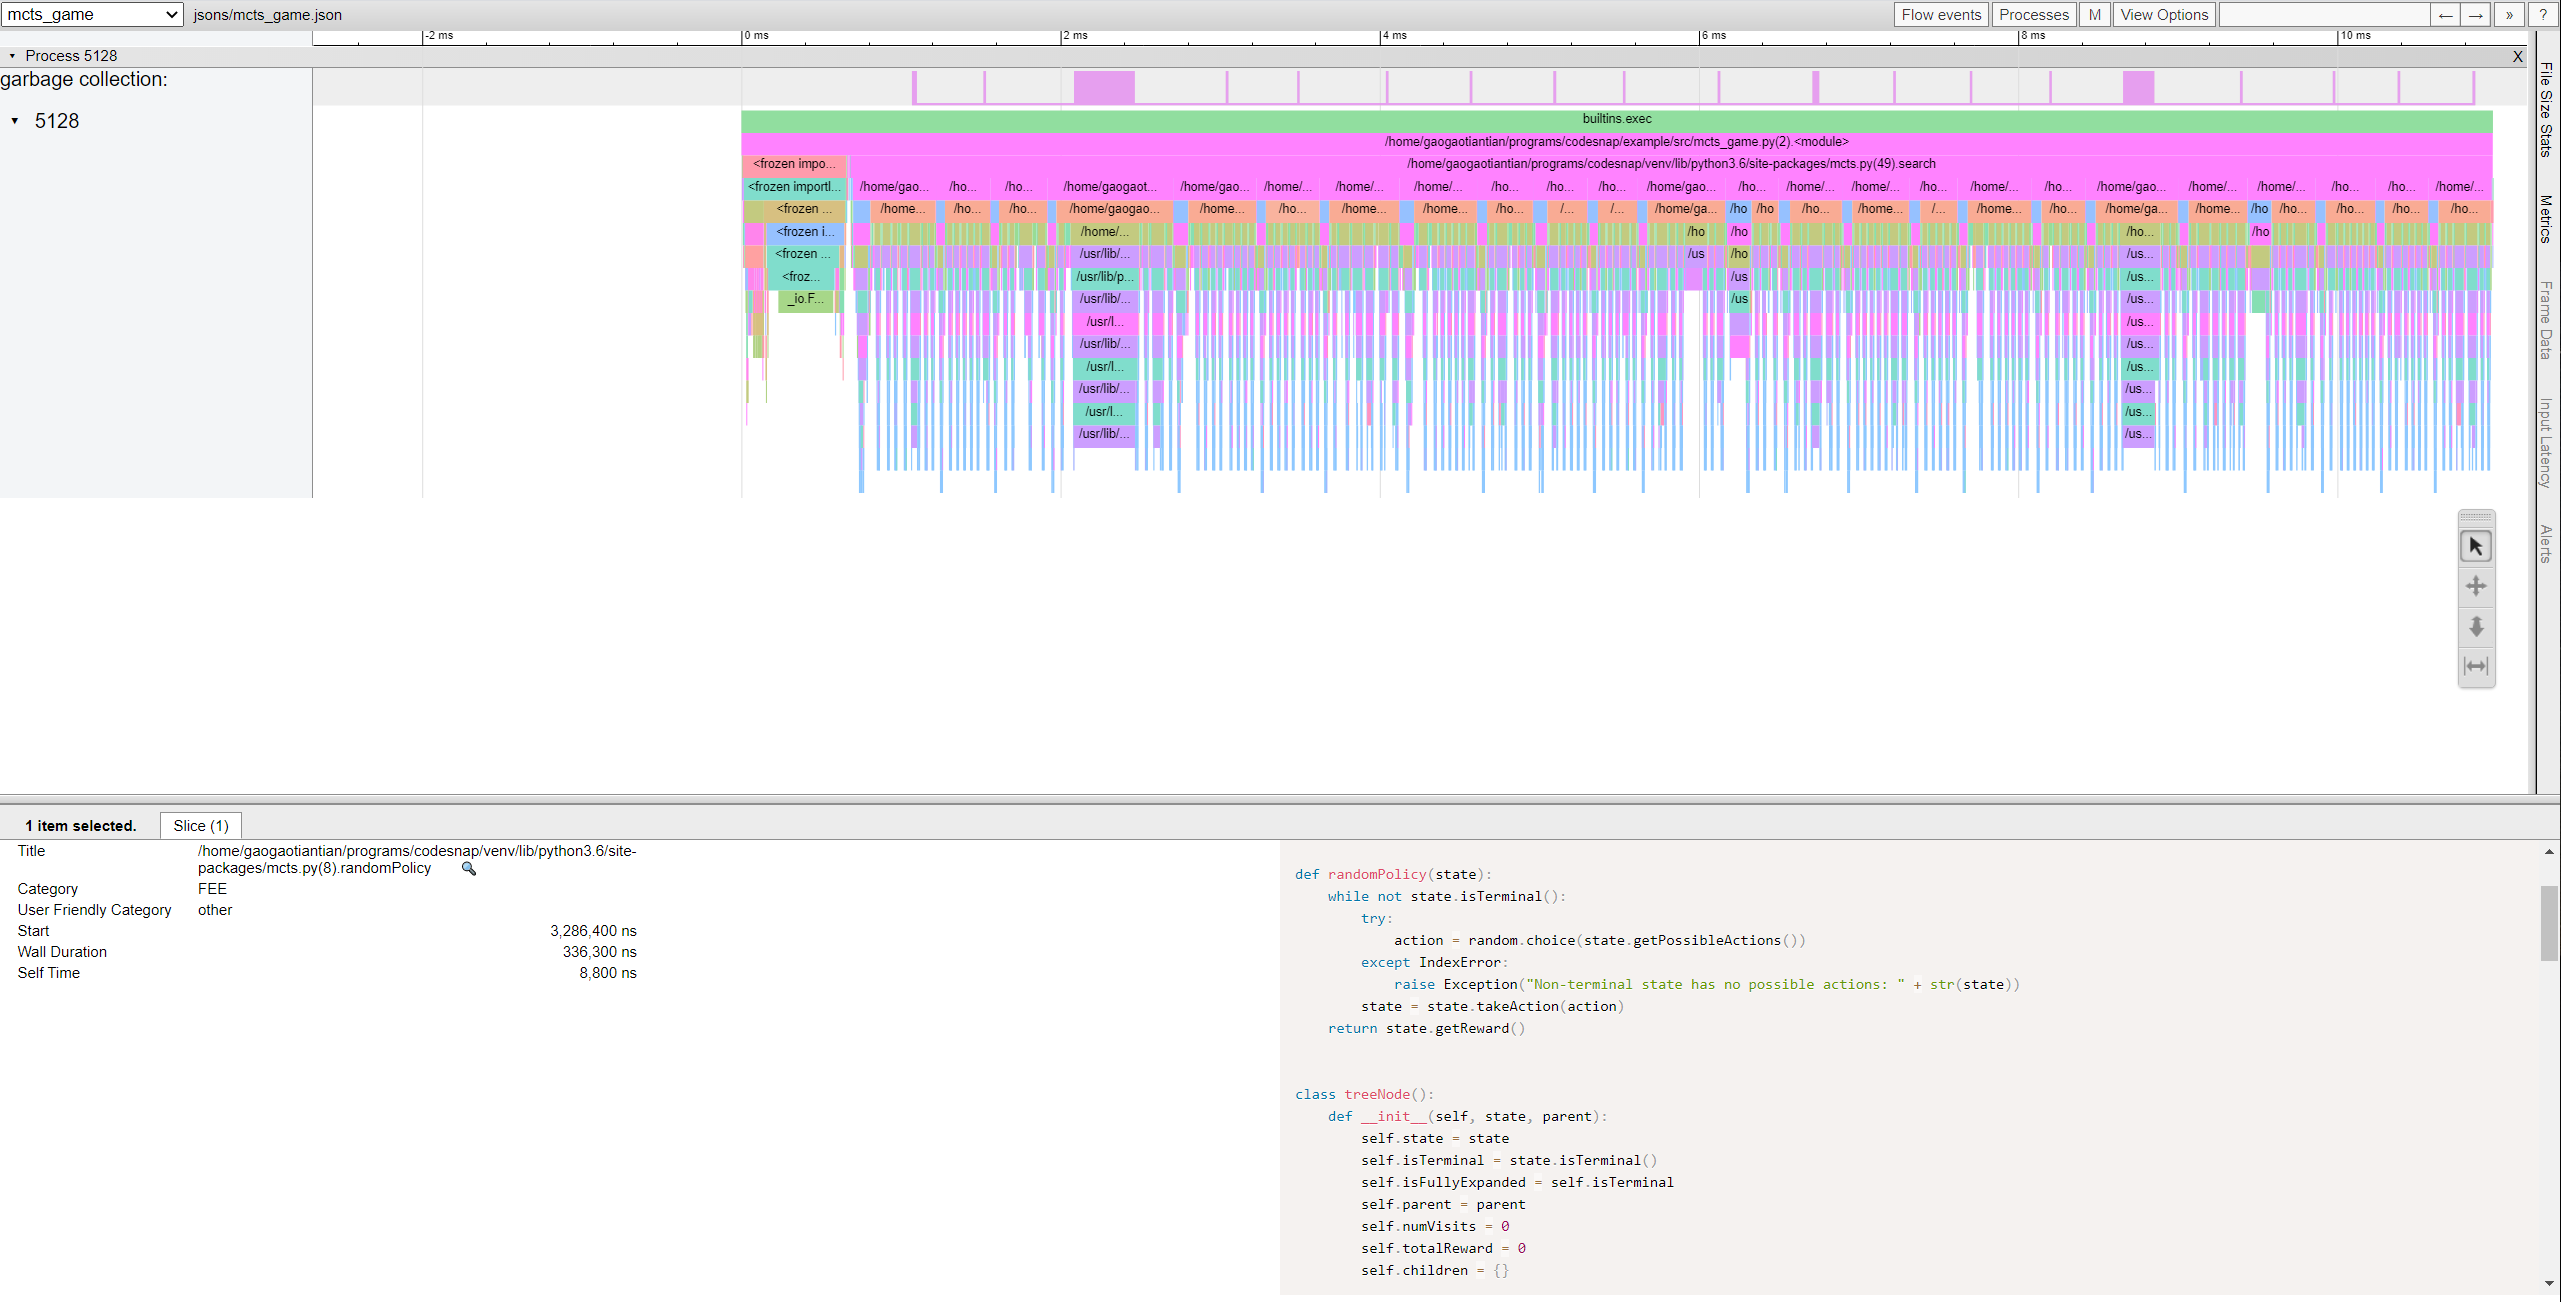 mcts_game jsons/mcts_game.json Flow events Processes M View Options ← → » ?
-2 ms 0 ms 2 ms 4 ms 6 ms 8 ms 10 ms
Process 5128 X
garbage collection:
5128
builtins.exec
/home/gaogaotiantian/programs/codesnap/example/src/mcts_game.py(2).<module>
<frozen impo... /home/gaogaotiantian/programs/codesnap/venv/lib/python3.6/site-packages/mcts.py(49).search
<frozen importl... /home/gao... /ho... /ho... /home/gaogaot... /home/gao... /home/... /home/... /home/... /ho... /ho... /ho... /home/gao... /ho... /home/... /home/... /ho... /home/... /ho... /home/gao... /home/... /home/... /ho... /ho... /home/...
<frozen ... /home... /ho... /ho... /home/gaogao... /home... /ho... /home... /home... /ho... /... /... /home/ga... /ho /ho /ho... /home... /... /home... /ho... /home/ga... /home... /ho /ho... /ho... /ho... /ho...
<frozen i... /home/... /ho /ho /ho... /ho
<frozen ... /usr/lib/... /us /ho /us...
<froz... /usr/lib/p... /us /us...
_io.F... /usr/lib/... /us /us...
/usr/l... /us...
/usr/lib/... /us...
/usr/l... /us...
/usr/lib/... /us...
/usr/l... /us...
/usr/lib/... /us...
File Size Stats
Metrics
Frame Data
Input Latency
Alerts
1 item selected. Slice (1)
Title /home/gaogaotiantian/programs/codesnap/venv/lib/python3.6/site-
packages/mcts.py(8).randomPolicy
Category FEE
User Friendly Category other
Start 3,286,400 ns
Wall Duration 336,300 ns
Self Time 8,800 ns
def randomPolicy(state):
    while not state.isTerminal():
        try:
            action = random.choice(state.getPossibleActions())
        except IndexError:
            raise Exception("Non-terminal state has no possible actions: " + str(state))
        state = state.takeAction(action)
    return state.getReward()
class treeNode():
    def __init__(self, state, parent):
        self.state = state
        self.isTerminal = state.isTerminal()
        self.isFullyExpanded = self.isTerminal
        self.parent = parent
        self.numVisits = 0
        self.totalReward = 0
        self.children = {}